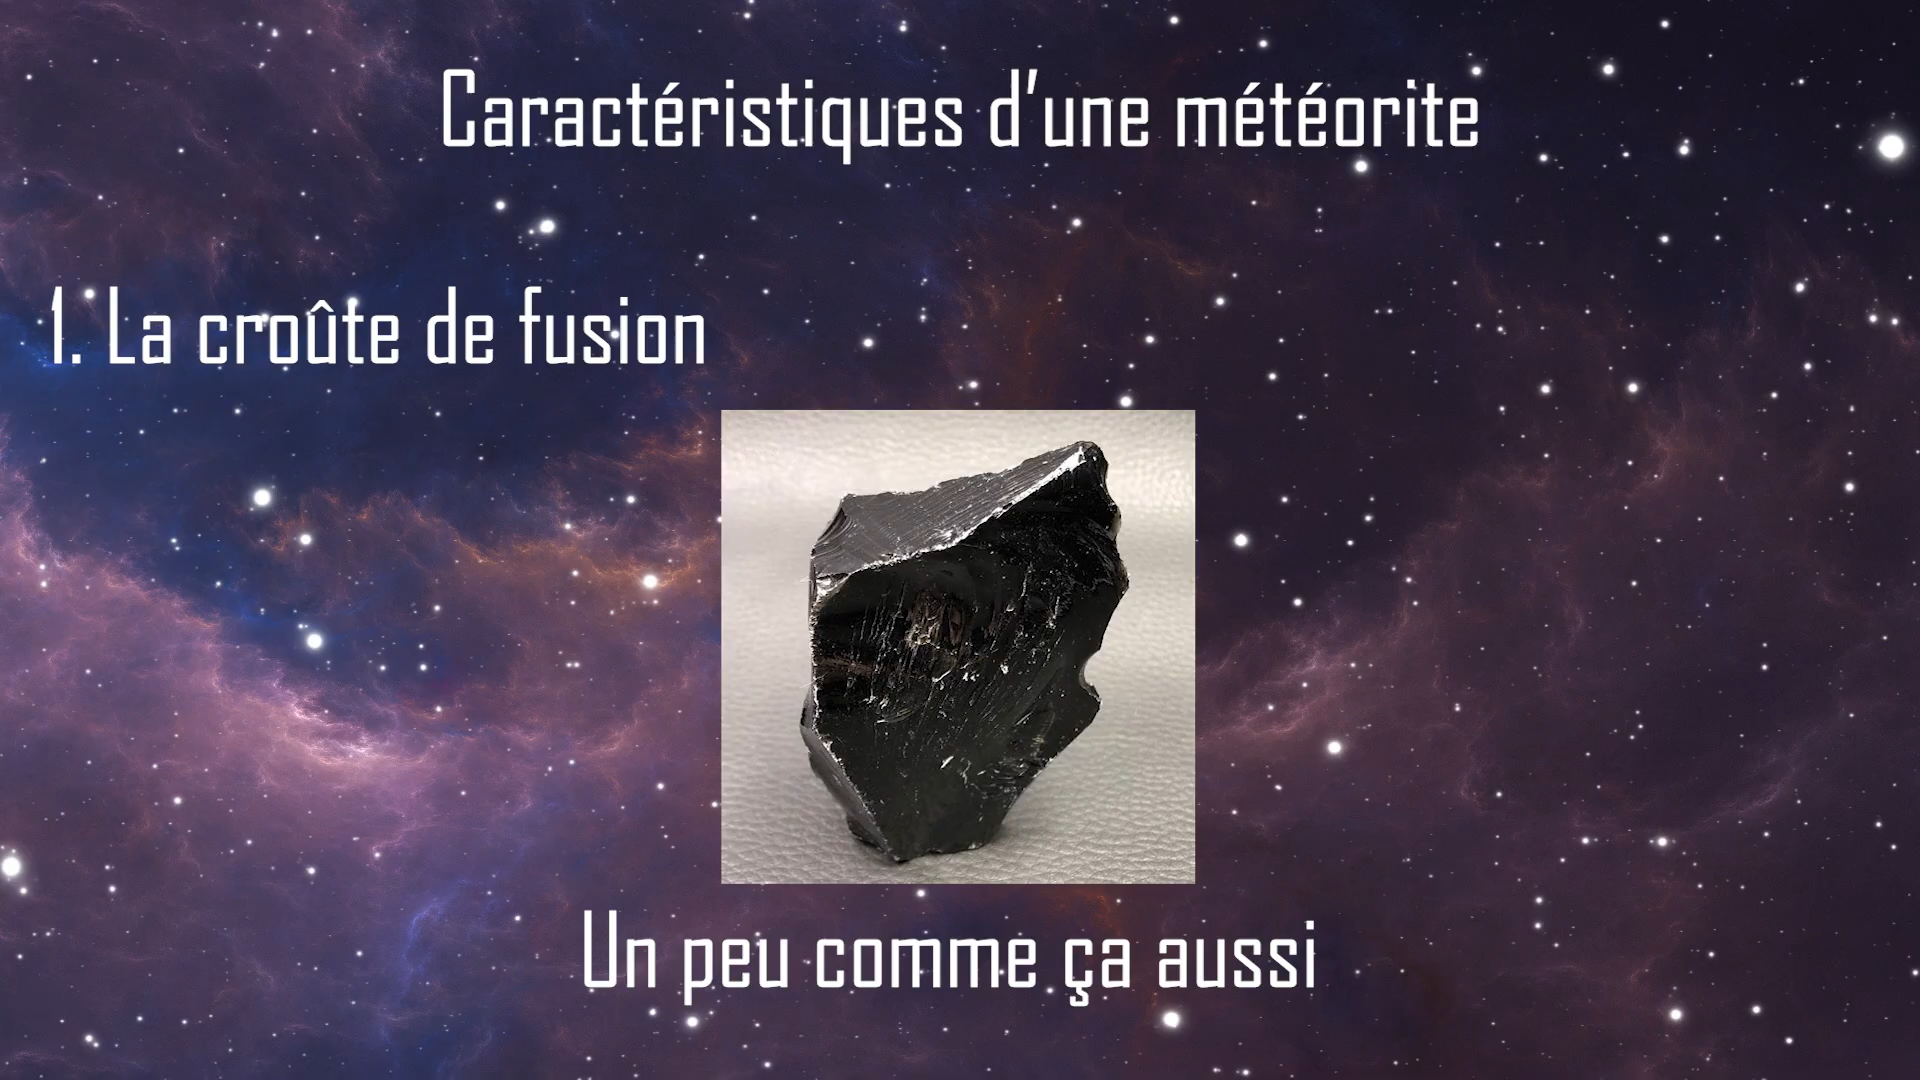 Caractéristiques d'une météorite
1. La croûte de fusion
Un peu comme ça aussi